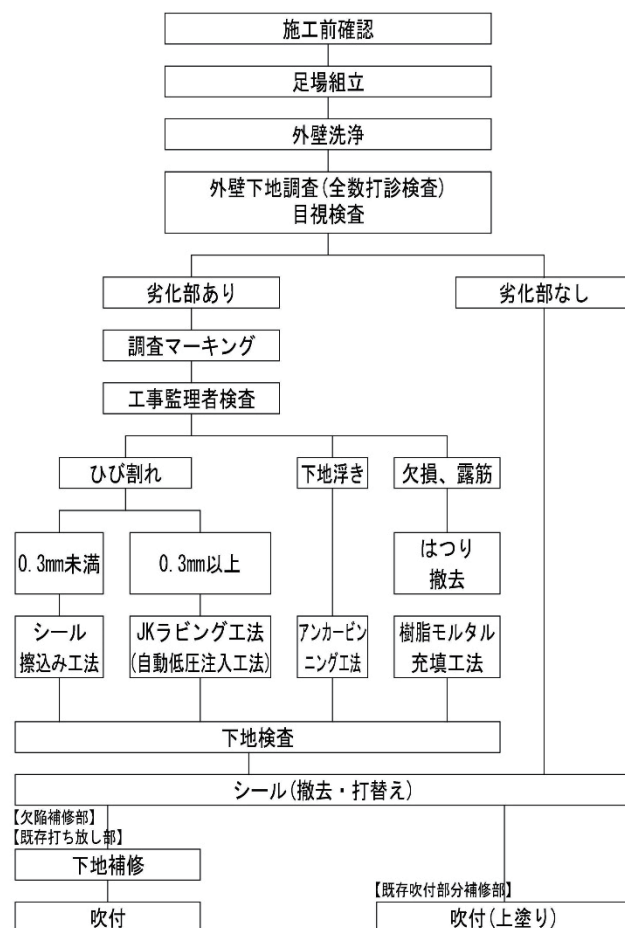 施工前確認
足場組立
外壁洗浄
外壁下地調査(全数打診検査)
目視検査
劣化部あり
劣化部なし
調査マーキング
工事監理者検査
ひび割れ
下地浮き
欠損、露筋
0.3mm未満
0.3mm以上
はつり
撤去
シール
擦込み工法
JKラビング工法
(自動低圧注入工法)
アンカーピン
ニング工法
樹脂モルタル
充填工法
下地検査
シール(撤去・打替え)
【欠陥補修部】
【既存打ち放し部】
下地補修
【既存吹付部分補修部】
吹付
吹付(上塗り)